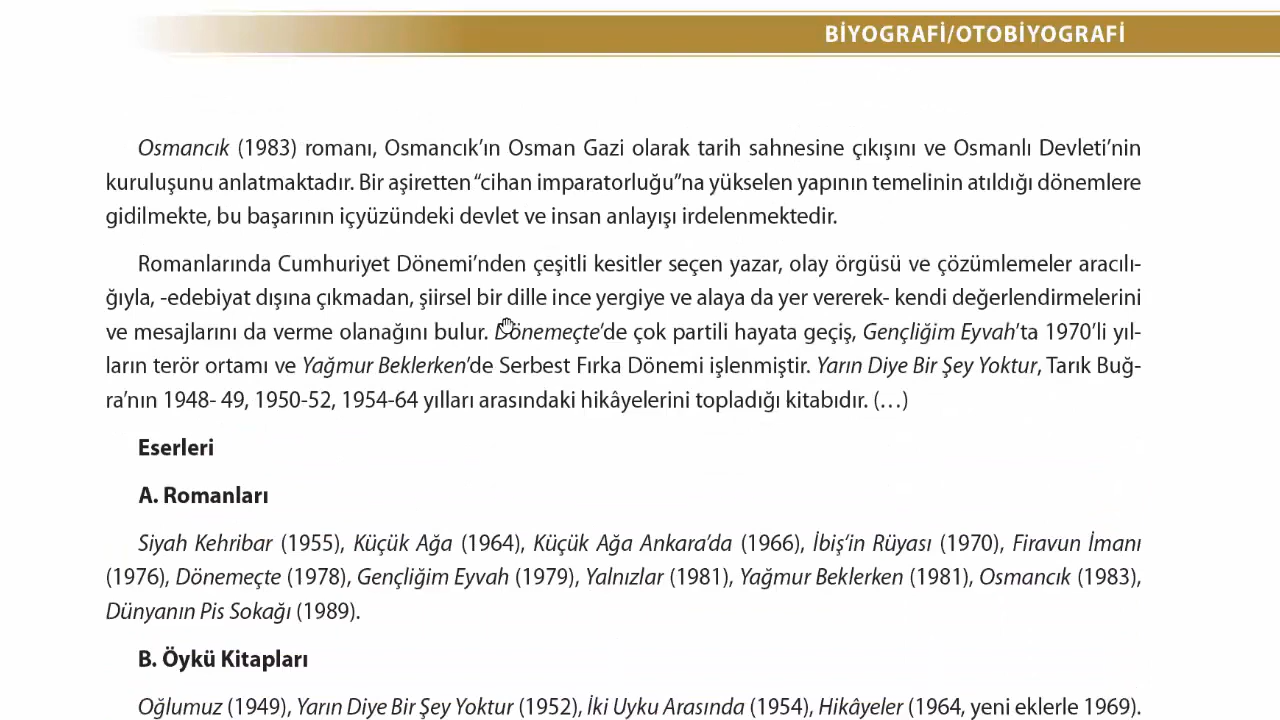 BİYOGRAFİ/OTOBİYOGRAFİ
Osmancık (1983) romanı, Osmancık’ın Osman Gazi olarak tarih sahnesine çıkışını ve Osmanlı Devleti’nin
kuruluşunu anlatmaktadır. Bir aşiretten “cihan imparatorluğu”na yükselen yapının temelinin atıldığı dönemlere
gidilmekte, bu başarının içyüzündeki devlet ve insan anlayışı irdelenmektedir.
Romanlarında Cumhuriyet Dönemi’nden çeşitli kesitler seçen yazar, olay örgüsü ve çözümlemeler aracılı-
ğıyla, -edebiyat dışına çıkmadan, şiirsel bir dille ince yergiye ve alaya da yer vererek- kendi değerlendirmelerini
ve mesajlarını da verme olanağını bulur. Dönemeçte’de çok partili hayata geçiş, Gençliğim Eyvah’ta 1970’li yıl-
ların terör ortamı ve Yağmur Beklerken’de Serbest Fırka Dönemi işlenmiştir. Yarın Diye Bir Şey Yoktur, Tarık Buğ-
ra’nın 1948- 49, 1950-52, 1954-64 yılları arasındaki hikâyelerini topladığı kitabıdır. (…)
Eserleri
A. Romanları
Siyah Kehribar (1955), Küçük Ağa (1964), Küçük Ağa Ankara’da (1966), İbiş’in Rüyası (1970), Firavun İmanı
(1976), Dönemeçte (1978), Gençliğim Eyvah (1979), Yalnızlar (1981), Yağmur Beklerken (1981), Osmancık (1983),
Dünyanın Pis Sokağı (1989).
B. Öykü Kitapları
Oğlumuz (1949), Yarın Diye Bir Şey Yoktur (1952), İki Uyku Arasında (1954), Hikâyeler (1964, yeni eklerle 1969).